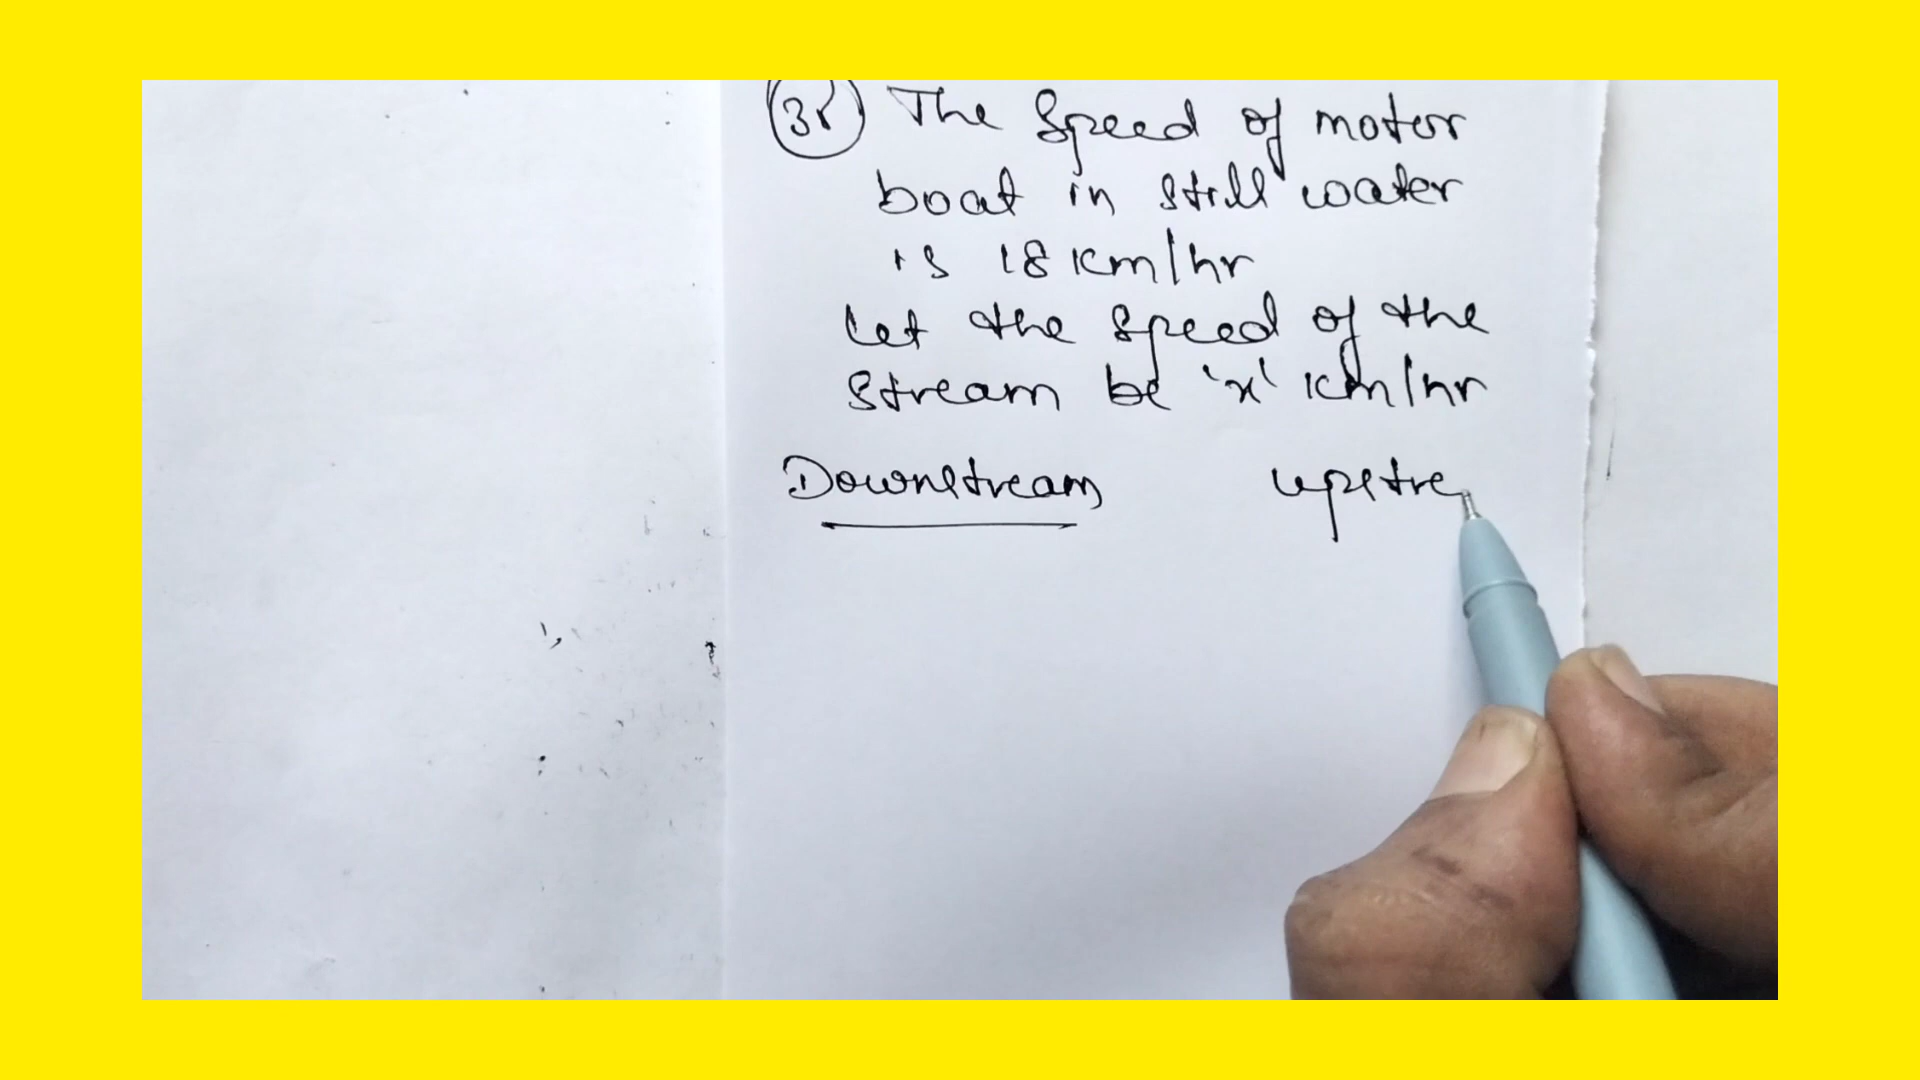 The Speed of motor
boat in still water
is 18 km/hr
Let the speed of the
stream be 'x' km/hr
Downstream upstre